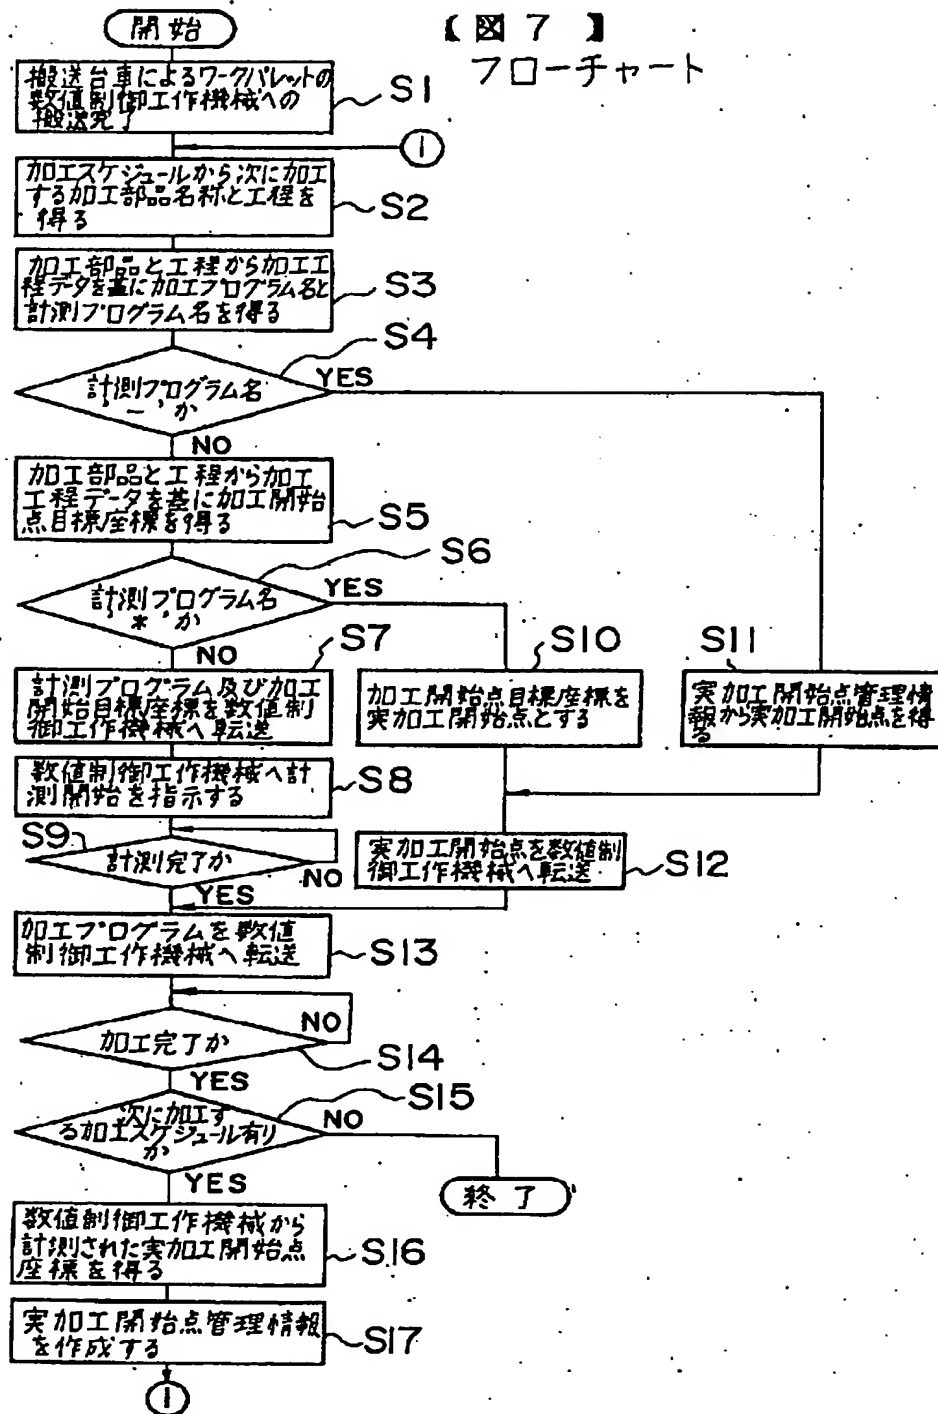 開始
【図7】
フローチャート
搬送台車によるワークパレットの
数値制御工作機械への
搬送完了
S1
1
加工スケジュールから次に加工
する加工部品名称と工程を
得る
S2
加工部品と工程から加工工
程データを基に加工プログラム名と
計測プログラム名を得る
S3
S4
計測プログラム名
'−'か
YES
NO
加工部品と工程から加工
工程データを基に加工開始
点目標座標を得る
S5
S6
計測プログラム名
'*'か
YES
NO
S7
計測プログラム及び加工
開始目標座標を数値制
御工作機械へ転送
S10
加工開始点目標座標を
実加工開始点とする
S11
実加工開始点管理情
報から実加工開始点を得
る
数値制御工作機械へ計
測開始を指示する
S8
S9
計測完了か
NO
YES
実加工開始点を数値制
御工作機械へ転送
S12
加工プログラムを数値
制御工作機械へ転送
S13
加工完了か
NO
S14
YES
S15
次に加工す
る加工スケジュール有り
か
NO
YES
終了
数値制御工作機械から
計測された実加工開始点
座標を得る
S16
実加工開始点管理情報
を作成する
S17
1